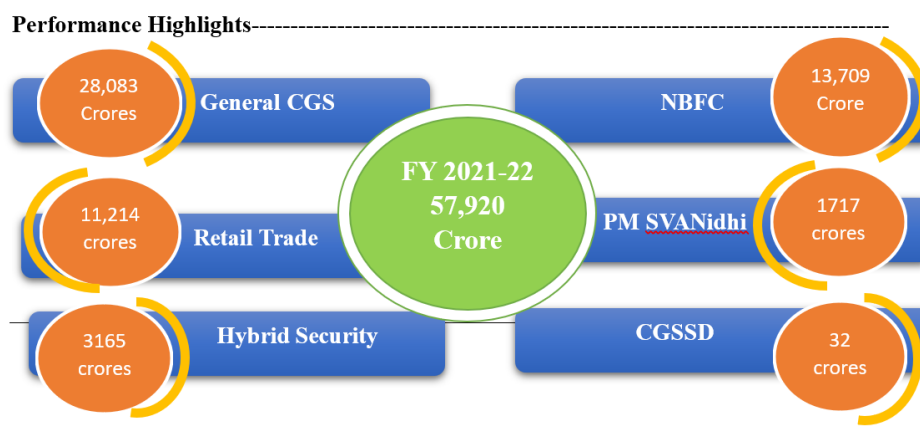 Performance Highlights-----------------------------------------------------------------------------------
28,083
Crores
General CGS
NBFC
13,709
Crore
FY 2021-22
57,920
Crore
11,214
crores
Retail Trade
PM SVANidhi
1717
crores
3165
crores
Hybrid Security
CGSSD
32
crores